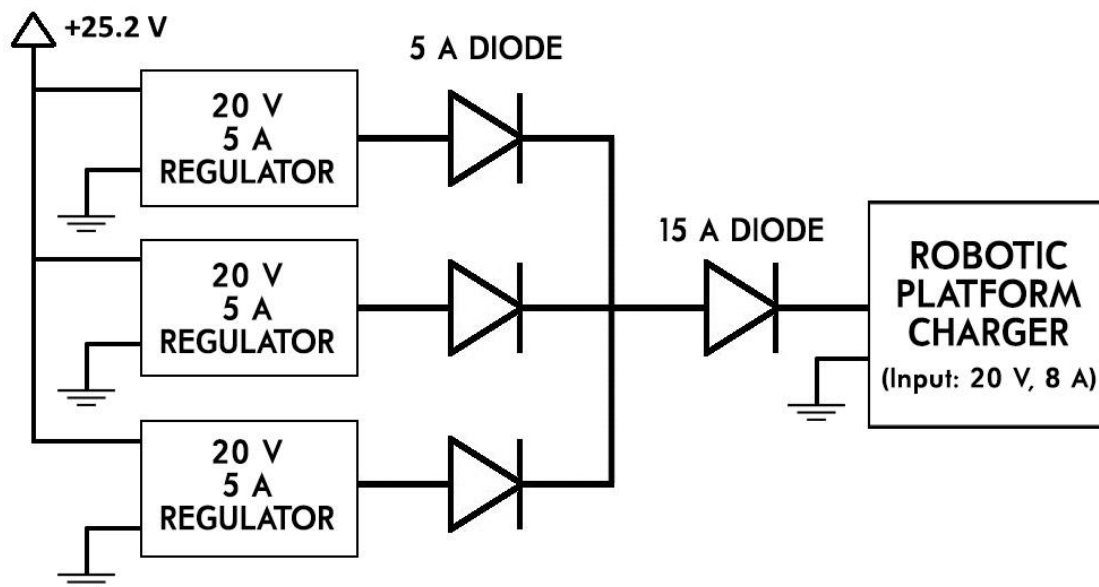 +25.2 V
5 A DIODE
20 V
5 A
REGULATOR
15 A DIODE
20 V
5 A
REGULATOR
ROBOTIC
PLATFORM
CHARGER
(Input: 20 V, 8 A)
20 V
5 A
REGULATOR